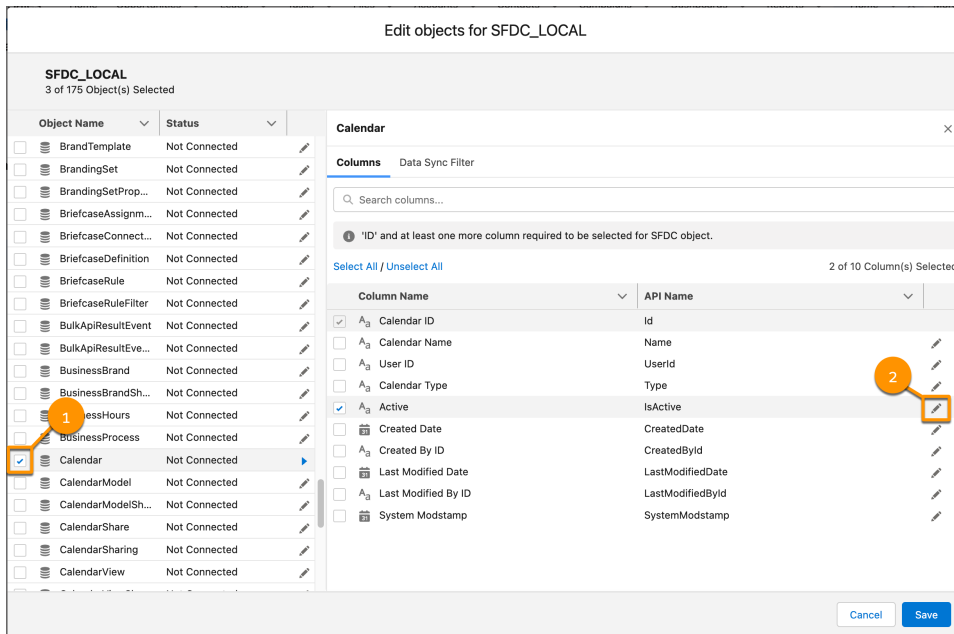 Edit objects for SFDC_LOCAL
SFDC_LOCAL
3 of 175 Object(s) Selected
Object Name Status
BrandTemplate Not Connected
BrandingSet Not Connected
BrandingSetProp... Not Connected
BriefcaseAssignm... Not Connected
BriefcaseConnect... Not Connected
BriefcaseDefinition Not Connected
BriefcaseRule Not Connected
BriefcaseRuleFilter Not Connected
BulkApiResultEvent Not Connected
BulkApiResultEve... Not Connected
BusinessBrand Not Connected
BusinessBrandSh... Not Connected
essHours Not Connected
1
BusinessProcess Not Connected
Calendar Not Connected
CalendarModel Not Connected
CalendarModelSh... Not Connected
CalendarShare Not Connected
CalendarSharing Not Connected
CalendarView Not Connected
Calendar
Columns Data Sync Filter
Search columns...
'ID' and at least one more column required to be selected for SFDC object.
Select All / Unselect All 2 of 10 Column(s) Selected
Column Name API Name
Calendar ID Id
Calendar Name Name
User ID UserId
Calendar Type Type
2
Active IsActive
Created Date CreatedDate
Created By ID CreatedById
Last Modified Date LastModifiedDate
Last Modified By ID LastModifiedById
System Modstamp SystemModstamp
Cancel Save